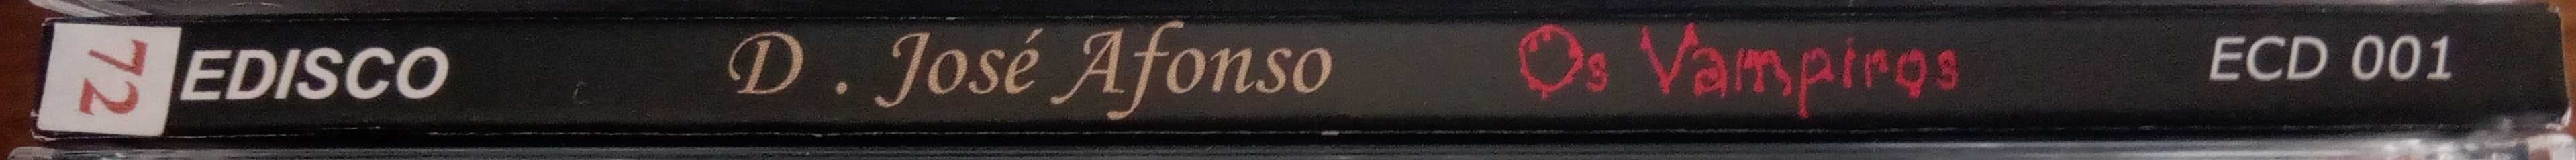 72
EDISCO
D. José Afonso
Os Vampiros
ECD 001